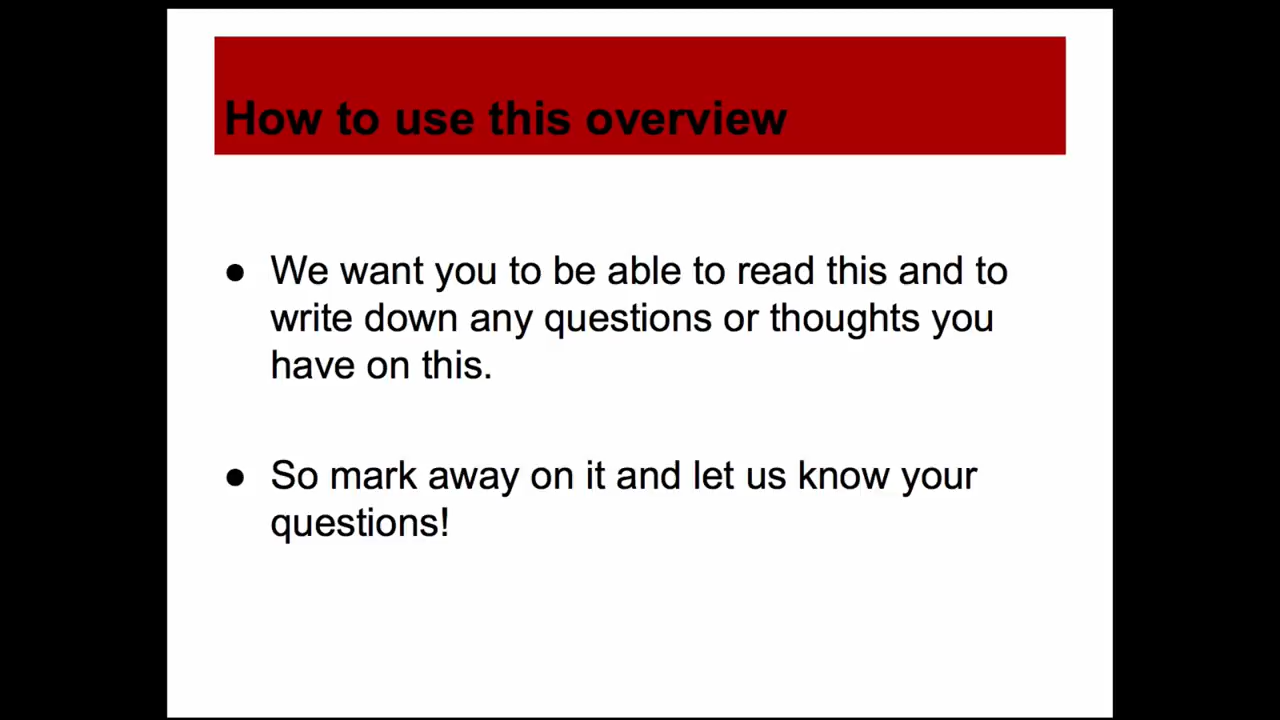 How to use this overview
● We want you to be able to read this and to
write down any questions or thoughts you
have on this.
● So mark away on it and let us know your
questions!